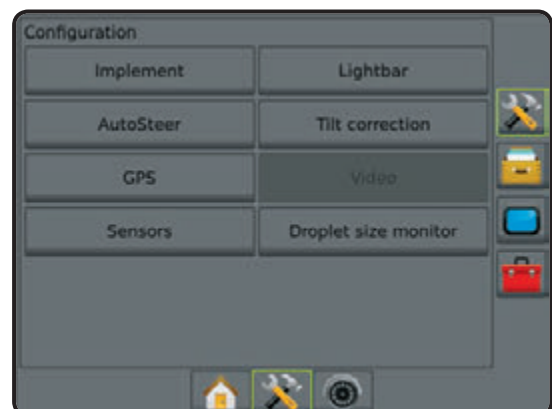 Configuration
Implement
Lightbar
AutoSteer
Tilt correction
GPS
Video
Sensors
Droplet size monitor